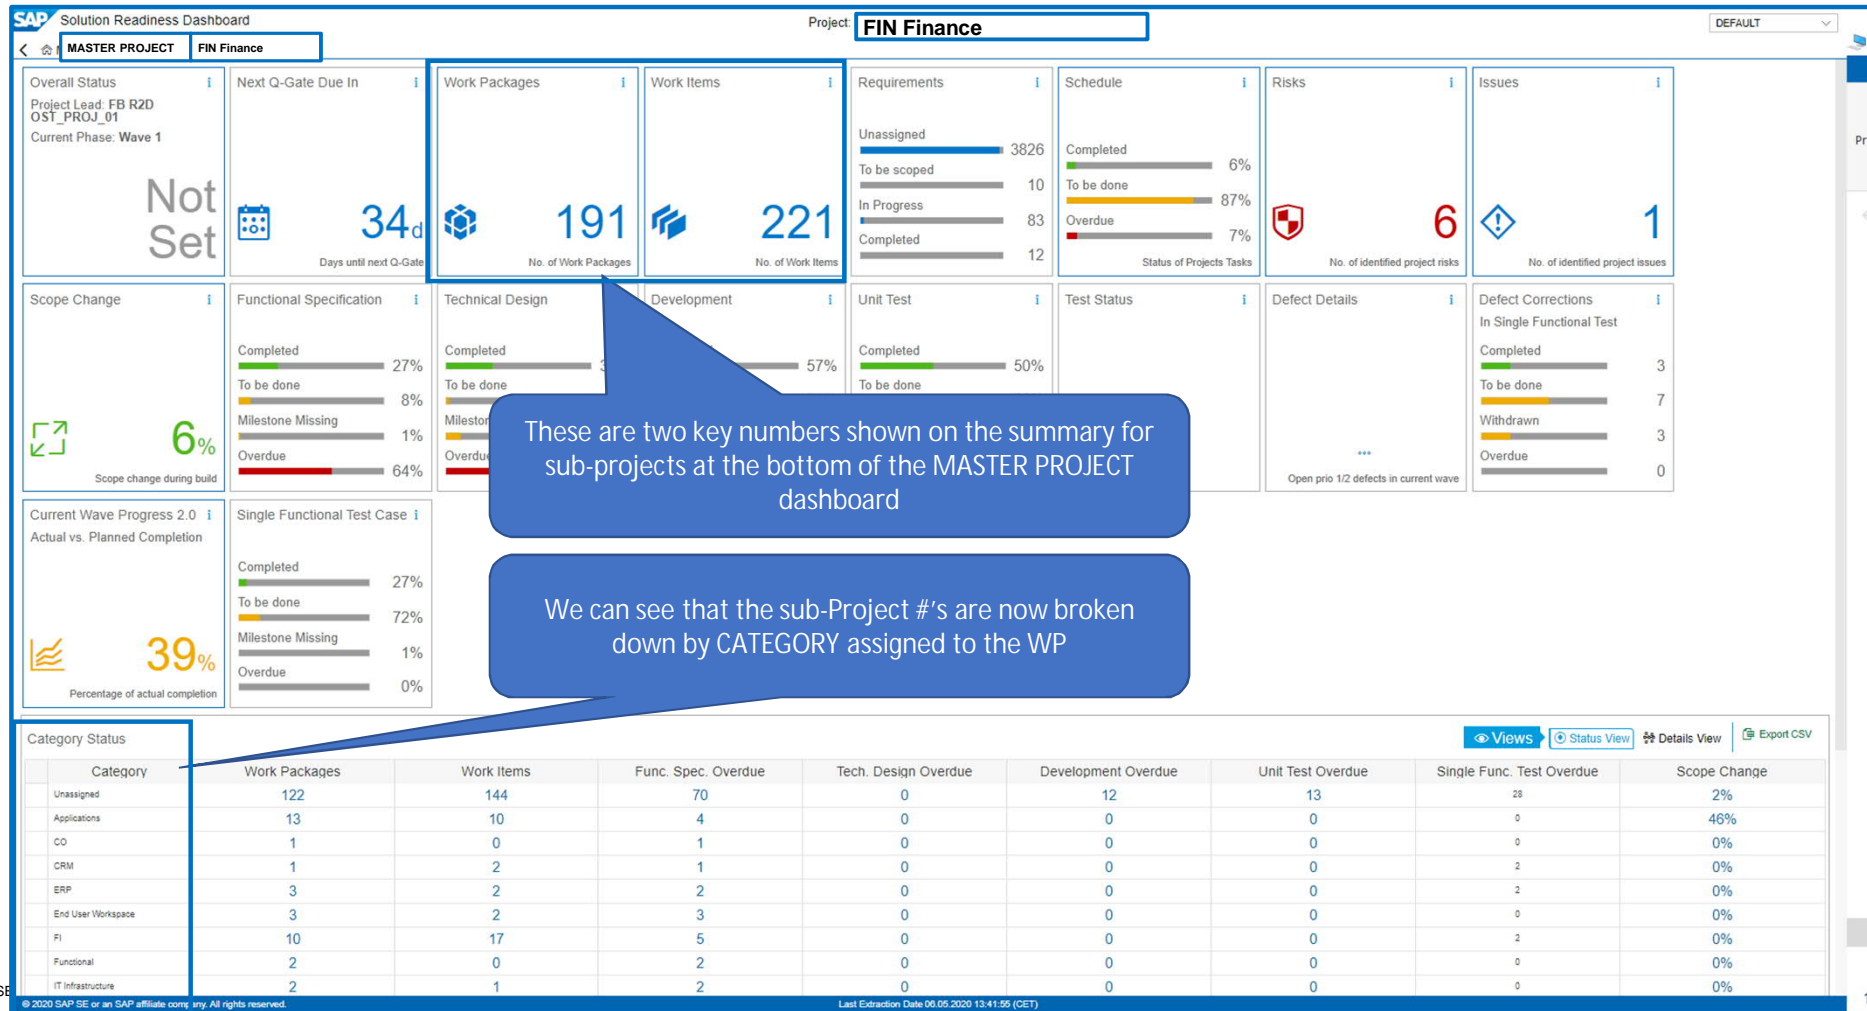 SAP Solution Readiness Dashboard
Project: FIN Finance
DEFAULT
MASTER PROJECT FIN Finance
Overall Status
Project Lead: FB R2D
OST_PROJ_01
Current Phase: Wave 1
Not
Set
Next Q-Gate Due In
34d
Days until next Q-Gate
Work Packages
191
No. of Work Packages
Work Items
221
No. of Work Items
Requirements
Unassigned
3826
To be scoped
10
In Progress
83
Completed
12
Schedule
Completed
6%
To be done
87%
Overdue
7%
Status of Projects Tasks
Risks
6
No. of identified project risks
Issues
1
No. of identified project issues
Scope Change
6%
Scope change during build
Functional Specification
Completed
27%
To be done
8%
Milestone Missing
1%
Overdue
64%
Technical Design
Completed
To be done
Overdue
Development
57%
Unit Test
Completed
50%
To be done
Test Status
Defect Details
...
Open prio 1/2 defects in current wave
Defect Corrections
In Single Functional Test
Completed
3
To be done
7
Withdrawn
3
Overdue
0
These are two key numbers shown on the summary for
sub-projects at the bottom of the MASTER PROJECT
dashboard
Current Wave Progress 2.0
Actual vs. Planned Completion
39%
Percentage of actual completion
Single Functional Test Case
Completed
27%
To be done
72%
Milestone Missing
1%
Overdue
0%
We can see that the sub-Project #'s are now broken
down by CATEGORY assigned to the WP
Category Status
Views Status View Details View Export CSV
Category Work Packages Work Items Func. Spec. Overdue Tech. Design Overdue Development Overdue Unit Test Overdue Single Func. Test Overdue Scope Change
Unassigned 122 144 70 0 12 13 28 2%
Applications 13 10 4 0 0 0 0 46%
CO 1 0 1 0 0 0 0 0%
CRM 1 2 1 0 0 0 2 0%
ERP 3 2 2 0 0 0 2 0%
End User Workspace 3 2 3 0 0 0 0 0%
FI 10 17 5 0 0 0 2 0%
Functional 2 0 2 0 0 0 0 0%
IT Infrastructure 2 1 2 0 0 0 0 0%
© 2020 SAP SE or an SAP affiliate company. All rights reserved.
Last Extraction Date 06.05.2020 13:41:55 (CET)